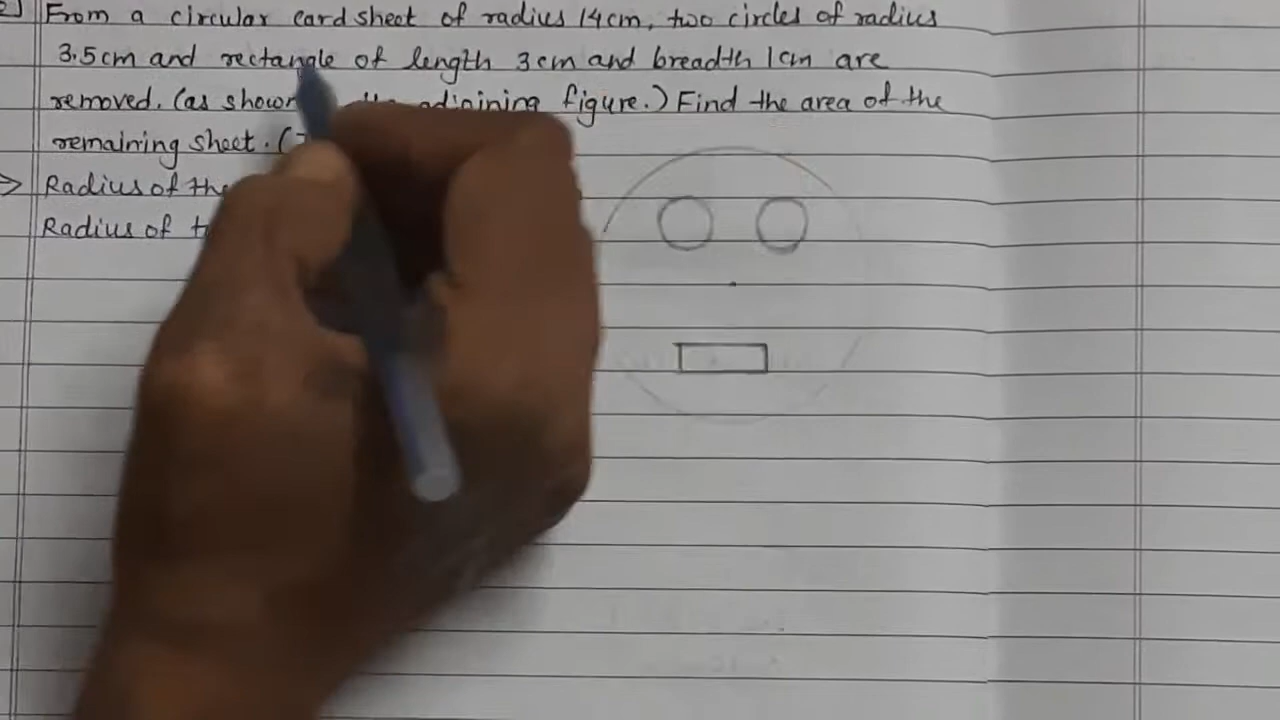 From a circular card sheet of radius 14cm, two circles of radius
3.5cm and rectangle of length 3cm and breadth 1cm are
removed. (as shown adjoining figure.) Find the area of the
remaining sheet. (
⇒ Radius of the
Radius of